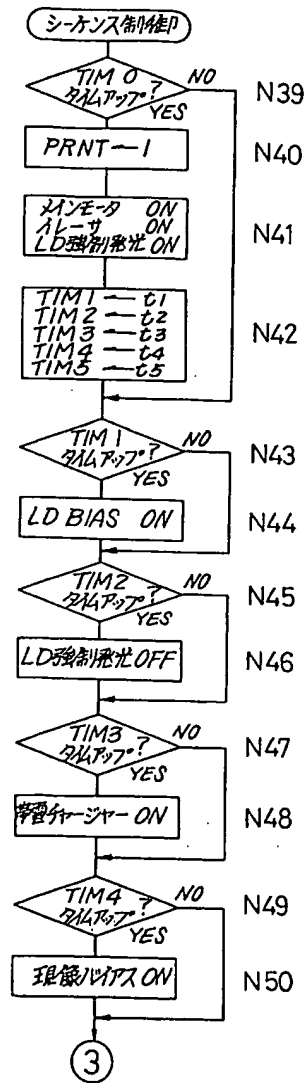 シーケンス制御
TIM 0
タイムアップ?
NO
YES
N39
PRNT←1
N40
メインモータ ON
イレーサ ON
LD強制発光 ON
N41
TIM1 ← t1
TIM2 ← t2
TIM3 ← t3
TIM4 ← t4
TIM5 ← t5
N42
TIM 1
タイムアップ?
NO
YES
N43
LD BIAS ON
N44
TIM2
タイムアップ?
NO
YES
N45
LD強制発光OFF
N46
TIM3
タイムアップ?
NO
YES
N47
帯電チャージャー ON
N48
TIM4
タイムアップ?
NO
YES
N49
現像バイアス ON
N50
3